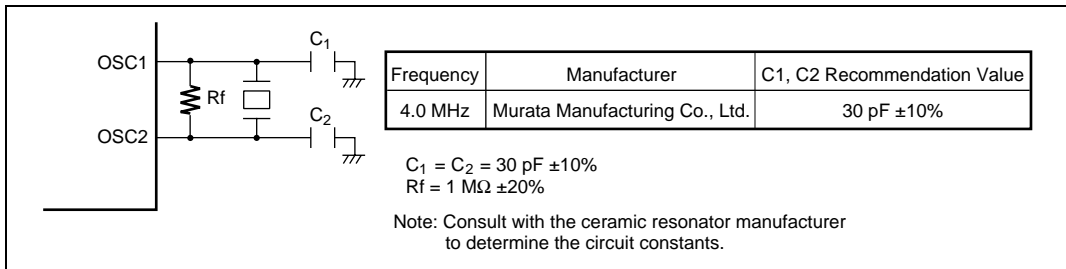 OSC1
OSC2
Rf
C1
C2
Frequency Manufacturer C1, C2 Recommendation Value
4.0 MHz Murata Manufacturing Co., Ltd. 30 pF ±10%
C1 = C2 = 30 pF ±10%
Rf = 1 MΩ ±20%
Note: Consult with the ceramic resonator manufacturer
to determine the circuit constants.